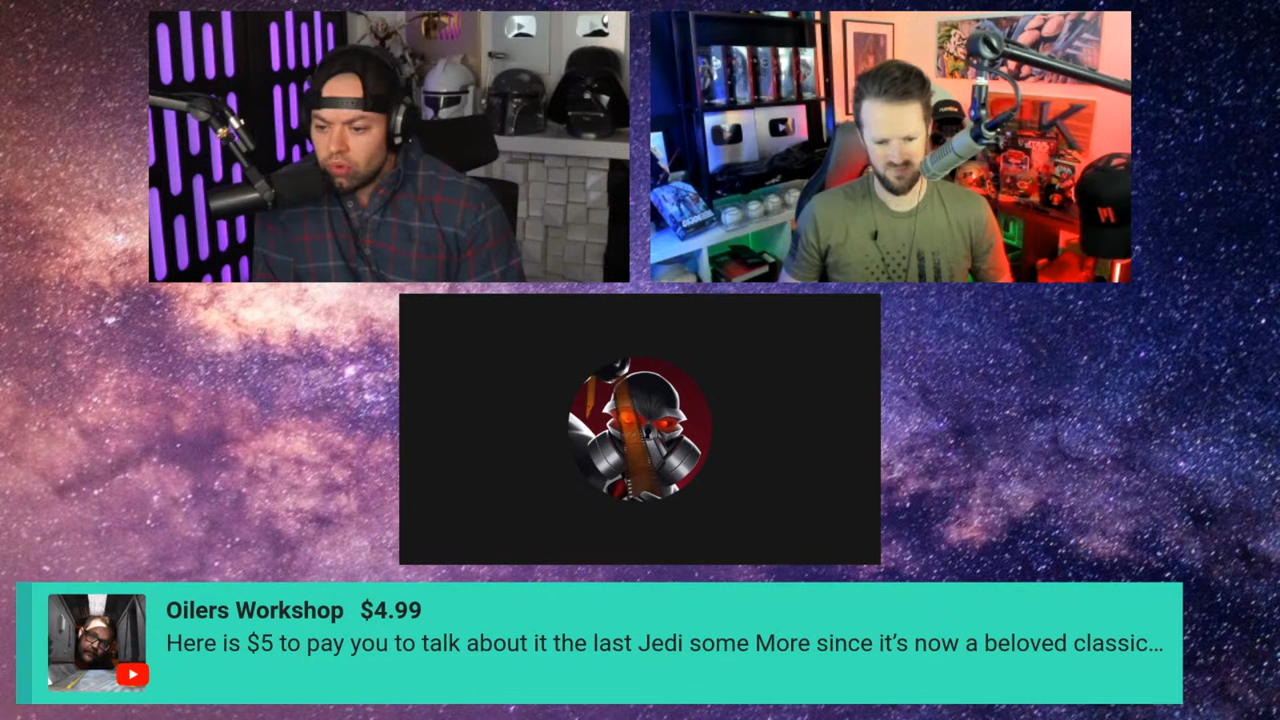 Oilers Workshop $4.99
Here is $5 to pay you to talk about it the last Jedi some More since it’s now a beloved classic…